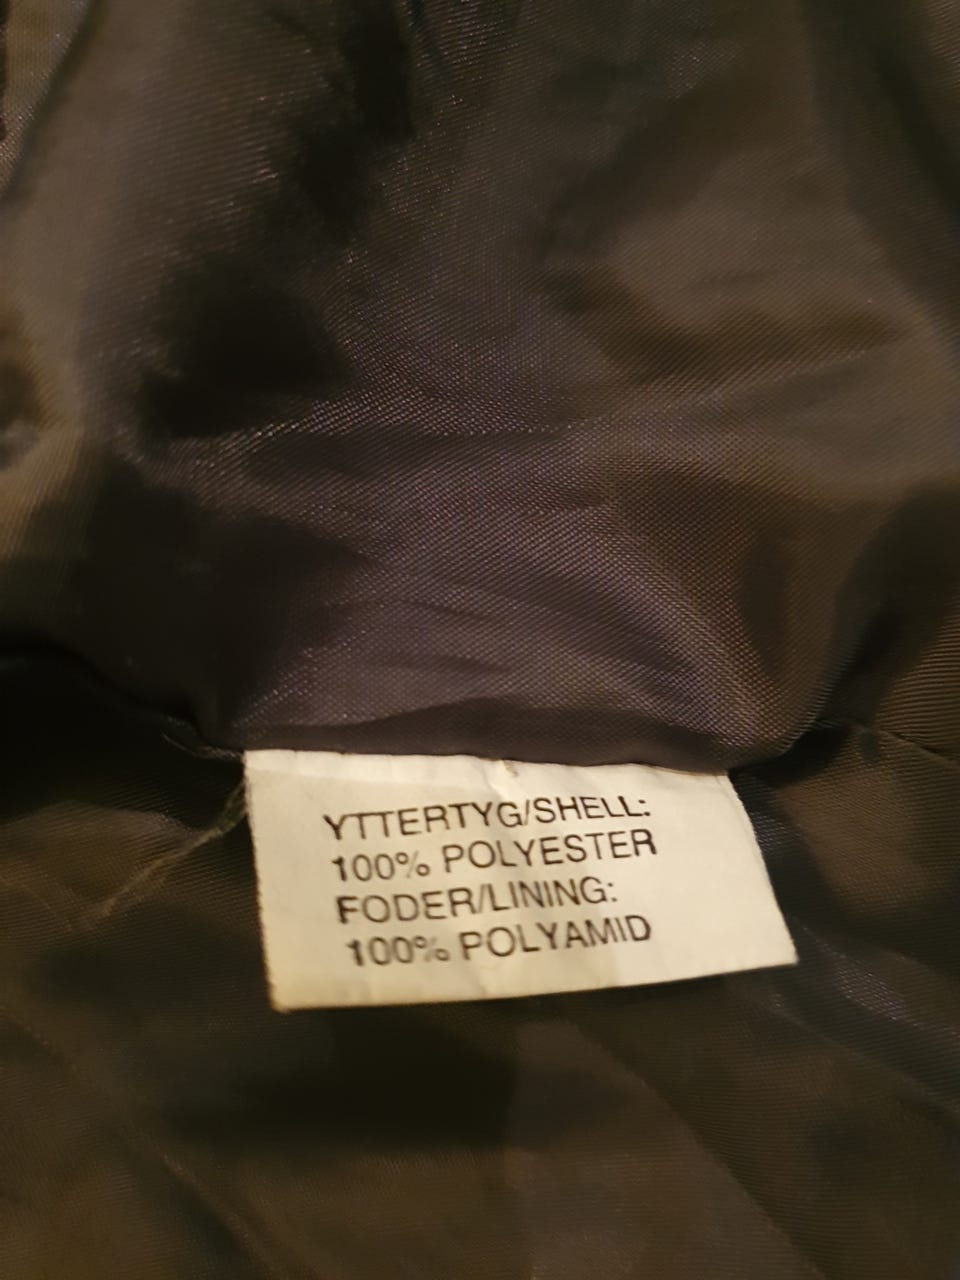 YTTERTYG/SHELL:
100% POLYESTER
FODER/LINING:
100% POLYAMID